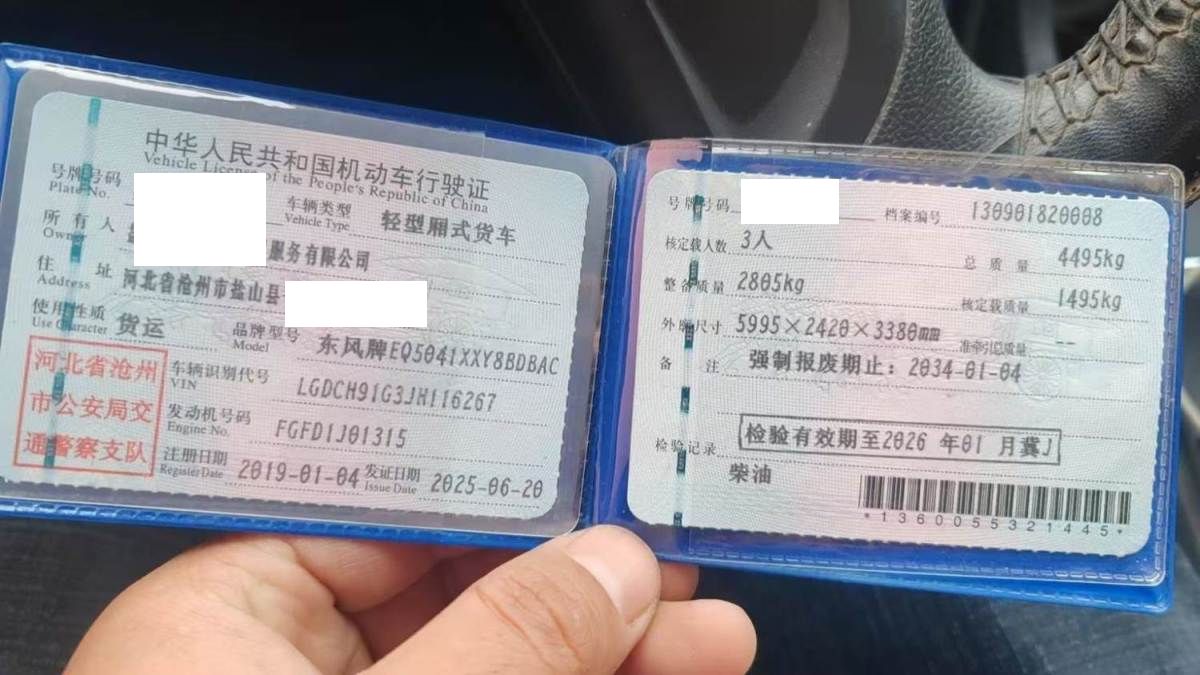 中华人民共和国机动车行驶证
Vehicle License of the People's Republic of China
号牌号码
Plate No.
车辆类型 轻型厢式货车
Vehicle Type
所有人 服务有限公司
Owner
住址 河北省沧州市盐山县
Address
使用性质 货运
Use Character
品牌型号 东风牌EQ5041XXY8BDBAC
Model
河北省沧州
市公安局交
通警察支队
车辆识别代号 LGDCH91G3JH116267
VIN
发动机号码 FGFD1J01315
Engine No.
注册日期 2019-01-04 发证日期 2025-06-20
Register Date Issue Date
号牌号码 档案编号 130901820008
核定载人数 3人 总质量 4495kg
整备质量 2805kg 核定载质量 1495kg
外廓尺寸 5995×2420×3380mm 准牵引总质量 --
备注 强制报废期止：2034-01-04
检验记录 检验有效期至2026 年01 月冀J
柴油
*1360055321445*